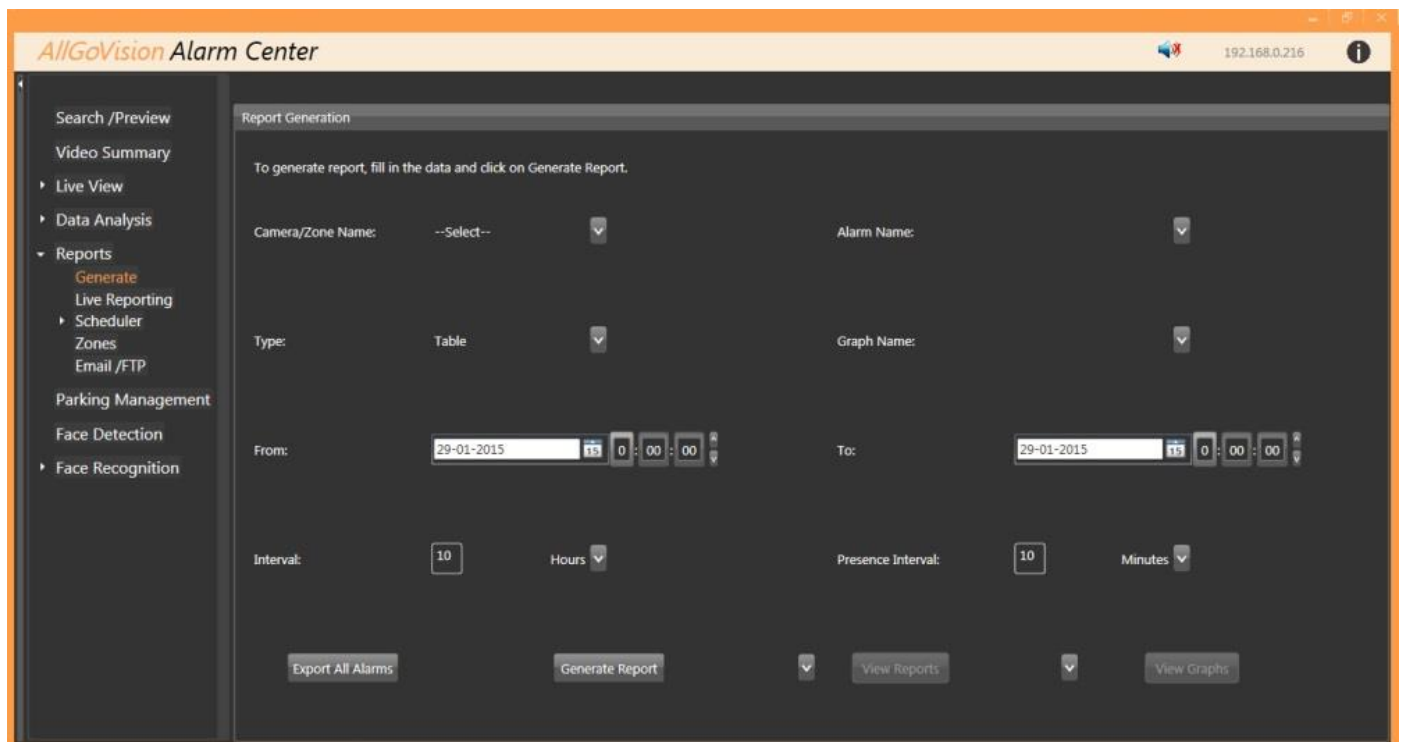 AllGoVision Alarm Center
192.168.0.216
i
Search /Preview
Video Summary
Live View
Data Analysis
Reports
Generate
Live Reporting
Scheduler
Zones
Email /FTP
Parking Management
Face Detection
Face Recognition
Report Generation
To generate report, fill in the data and click on Generate Report.
Camera/Zone Name: --Select-- Alarm Name:
Type: Table Graph Name:
From: 29-01-2015 15 0 : 00 : 00 To: 29-01-2015 15 0 : 00 : 00
Interval: 10 Hours Presence Interval: 10 Minutes
Export All Alarms Generate Report View Reports View Graphs